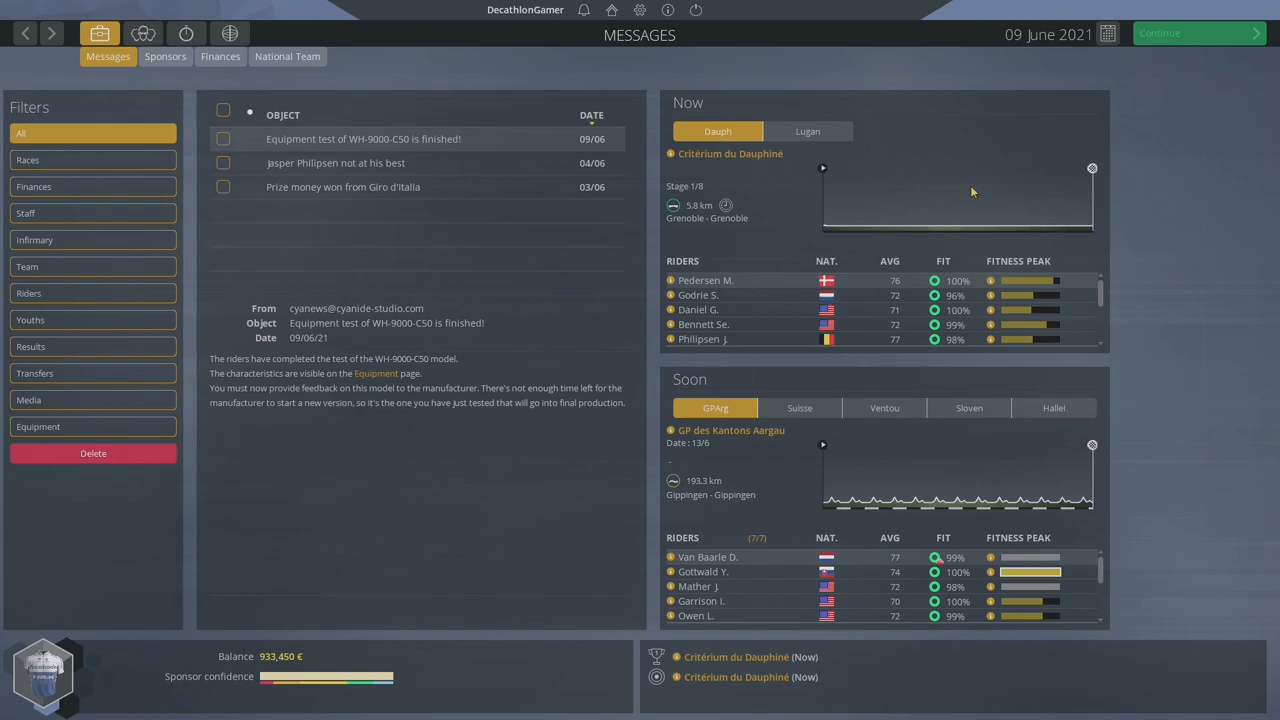 DecathlonGamer
MESSAGES
09 June 2021
Continue
Messages
Sponsors
Finances
National Team
Filters
All
Races
Finances
Staff
Infirmary
Team
Riders
Youths
Results
Transfers
Media
Equipment
Delete
OBJECT DATE
Equipment test of WH-9000-C50 is finished! 09/06
Jasper Philipsen not at his best 04/06
Prize money won from Giro d'Italia 03/06
From cyanews@cyanide-studio.com
Object Equipment test of WH-9000-C50 is finished!
Date 09/06/21
The riders have completed the test of the WH-9000-C50 model.
The characteristics are visible on the Equipment page.
You must now provide feedback on this model to the manufacturer. There's not enough time left for the
manufacturer to start a new version, so it's the one you have just tested that will go into final production.
Now
Dauph Lugan
Critérium du Dauphiné
Stage 1/8
5.8 km
Grenoble - Grenoble
RIDERS NAT. AVG FIT FITNESS PEAK
Pedersen M. 76 100%
Godrie S. 72 96%
Daniel G. 71 100%
Bennett Se. 72 99%
Philipsen J. 77 98%
Soon
GPArg Suisse Ventou Sloven Hallel
GP des Kantons Aargau
Date : 13/6
-
193.3 km
Gippingen - Gippingen
RIDERS (7/7) NAT. AVG FIT FITNESS PEAK
Van Baarle D. 77 99%
Gottwald Y. 74 100%
Mather J. 72 98%
Garrison I. 70 100%
Owen L. 72 99%
Balance 933,450 €
Sponsor confidence
Critérium du Dauphiné (Now)
Critérium du Dauphiné (Now)